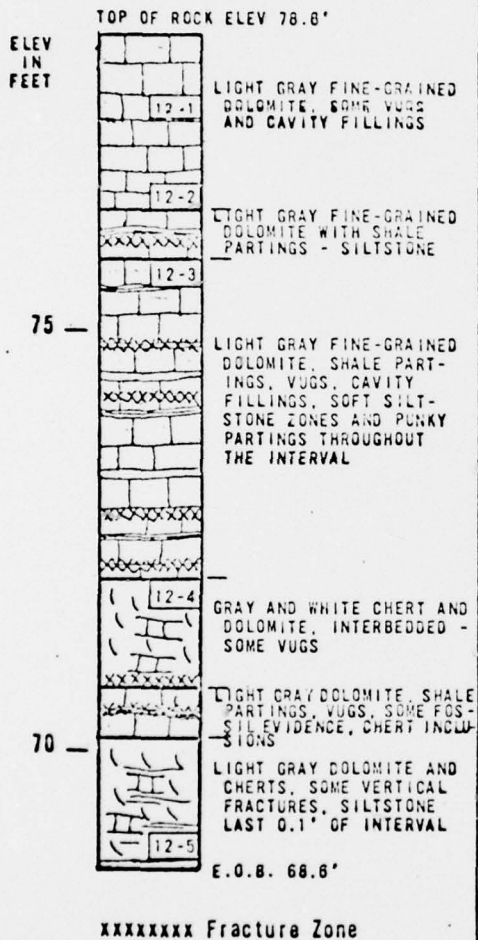 TOP OF ROCK ELEV 78.6'
ELEV
IN
FEET
12-1
LIGHT GRAY FINE-GRAINED
DOLOMITE, SOME VUGS
AND CAVITY FILLINGS
12-2
LIGHT GRAY FINE-GRAINED
DOLOMITE WITH SHALE
PARTINGS - SILTSTONE
12-3
75
LIGHT GRAY FINE-GRAINED
DOLOMITE, SHALE PART-
INGS, VUGS, CAVITY
FILLINGS, SOFT SILT-
STONE ZONES AND PUNKY
PARTINGS THROUGHOUT
THE INTERVAL
12-4
GRAY AND WHITE CHERT AND
DOLOMITE, INTERBEDDED -
SOME VUGS
LIGHT GRAY DOLOMITE, SHALE
PARTINGS, VUGS, SOME FOS-
SIL EVIDENCE, CHERT INCLU-
SIONS
70
LIGHT GRAY DOLOMITE AND
CHERTS, SOME VERTICAL
FRACTURES, SILTSTONE
LAST 0.1' OF INTERVAL
12-5
E.O.B. 68.6'
xxxxxxxx Fracture Zone